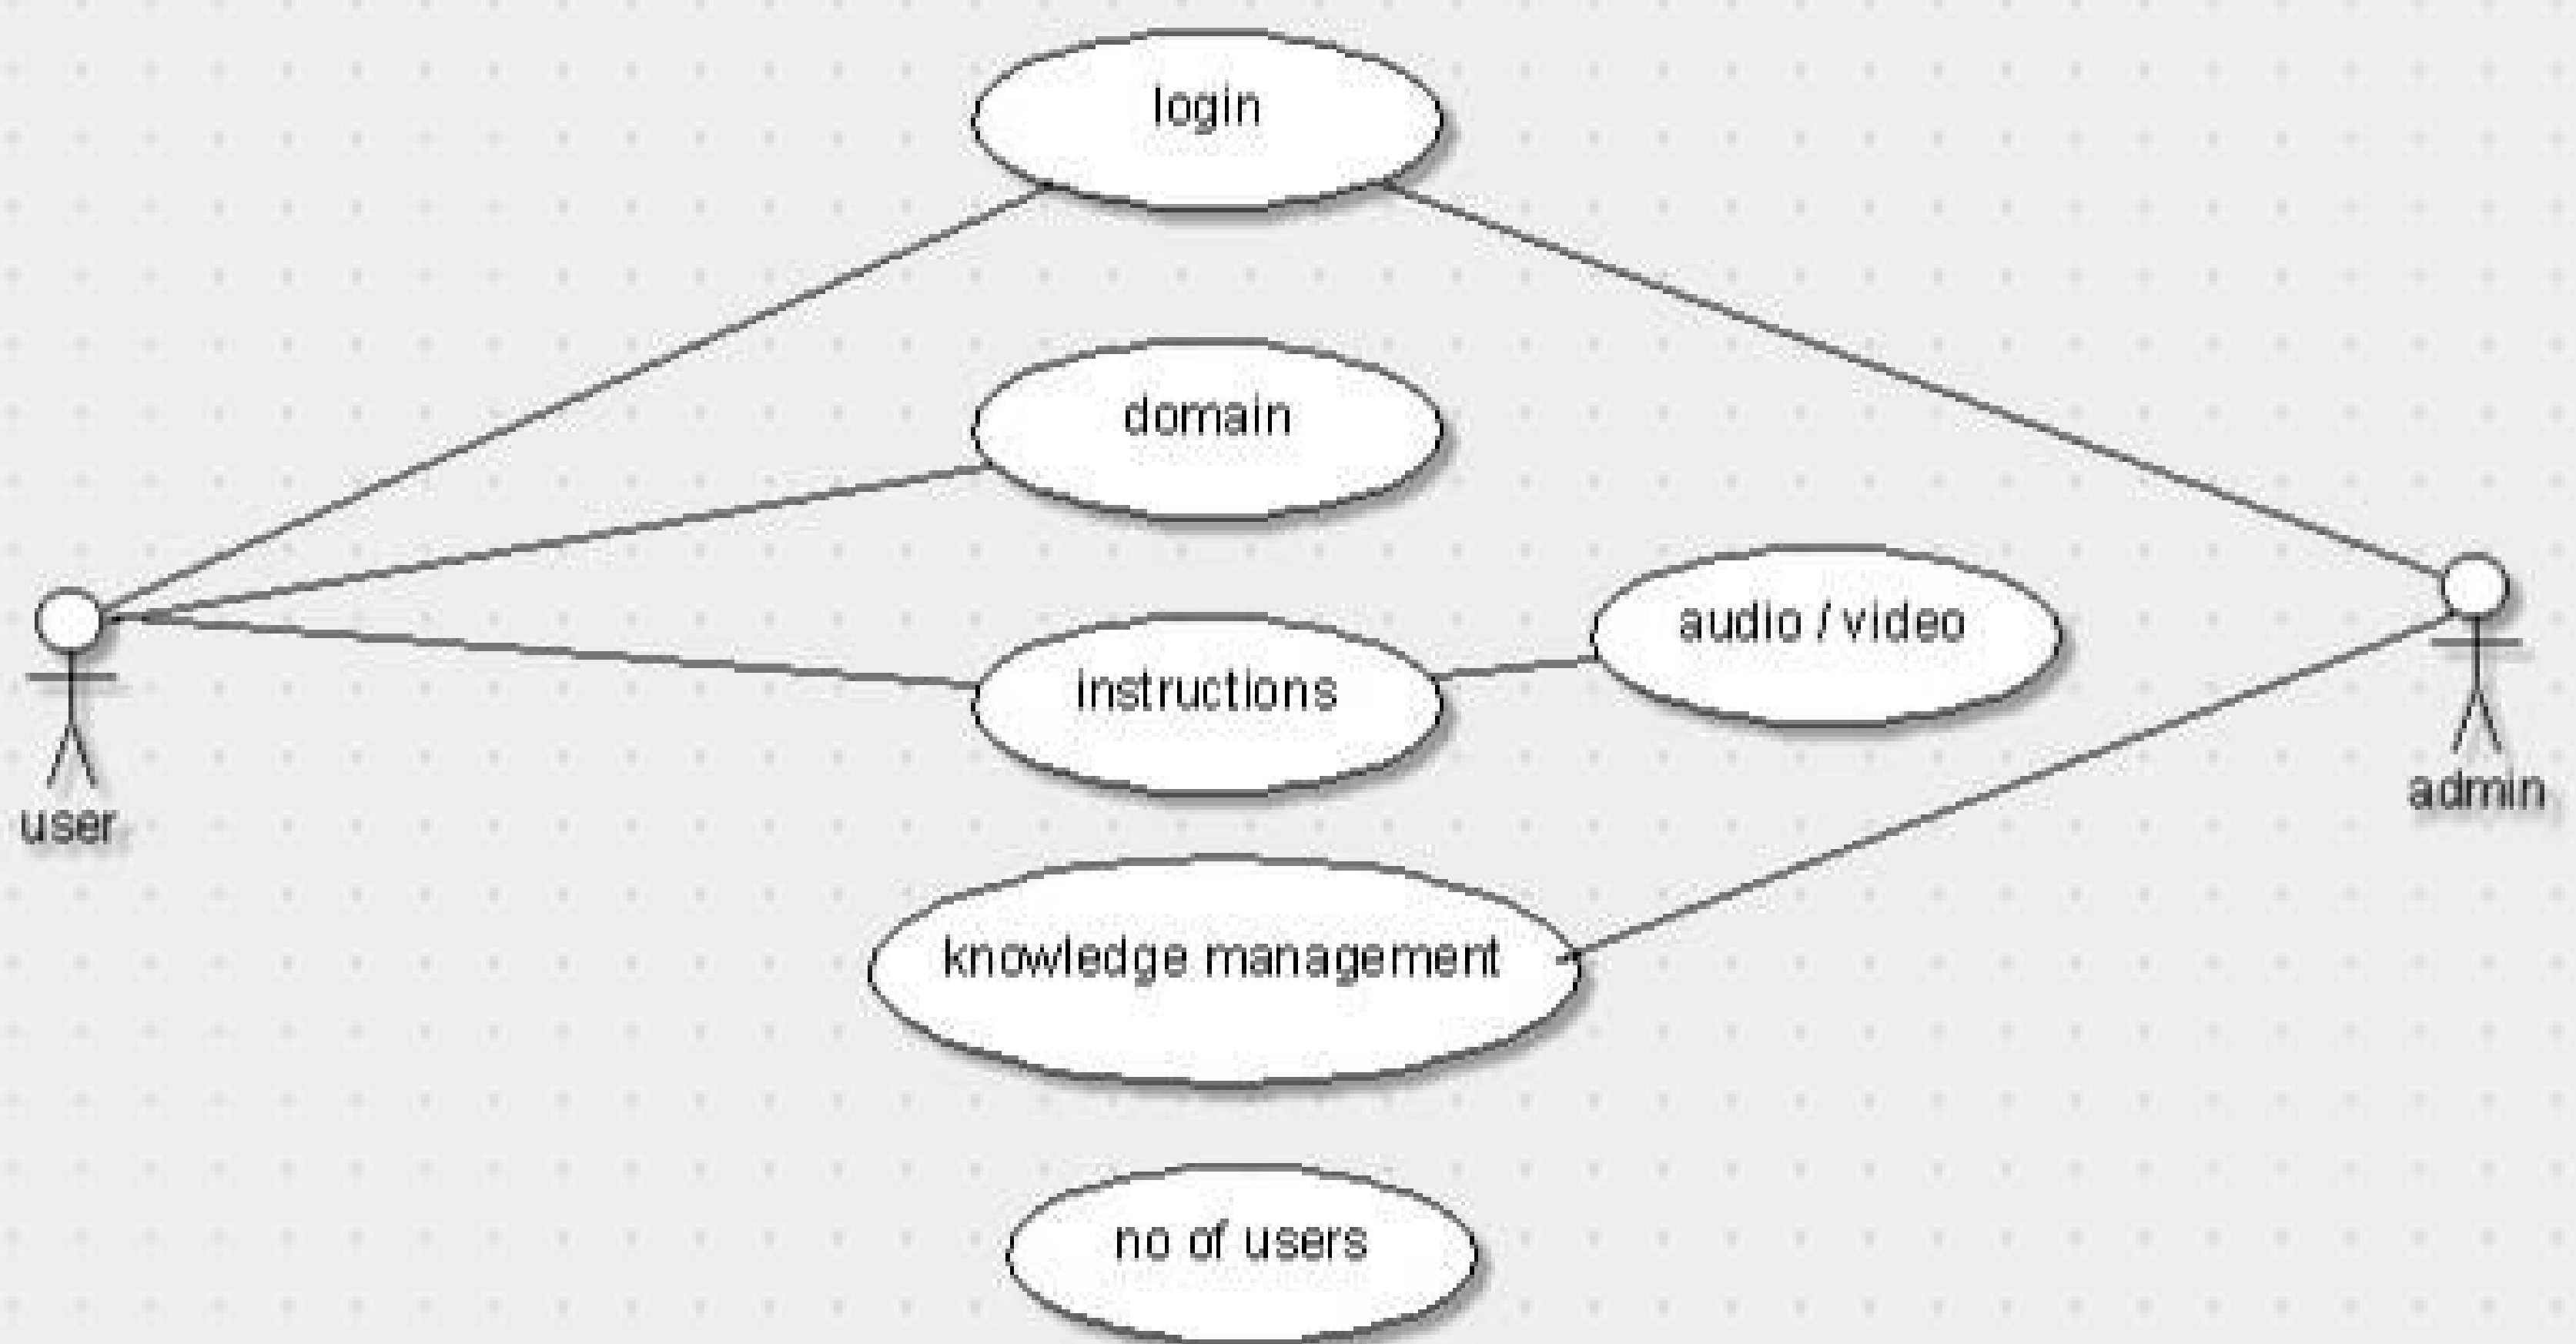 login
domain
audio / video
instructions
user
admin
knowledge management
no of users